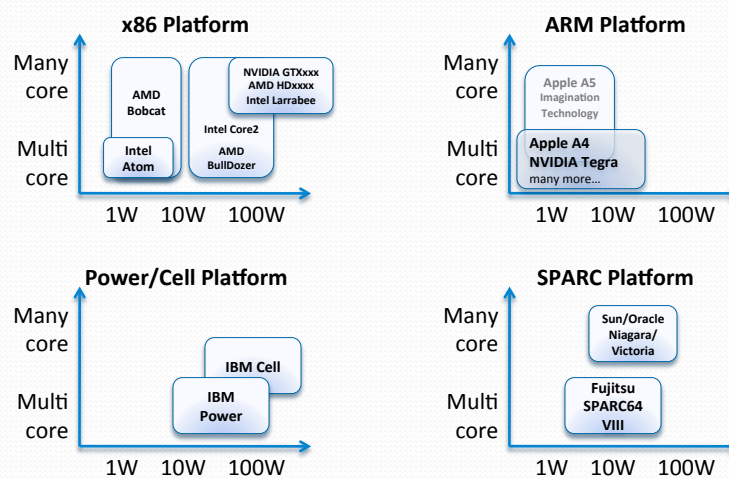 x86 Platform
Many
core
Multi
core
AMD
Bobcat
Intel
Atom
NVIDIA GTXxxx
AMD HDxxxx
Intel Larrabee
Intel Core2
AMD
BullDozer
1W 10W 100W
ARM Platform
Many
core
Multi
core
Apple A5
Imagination
Technology
Apple A4
NVIDIA Tegra
many more...
1W 10W 100W
Power/Cell Platform
Many
core
Multi
core
IBM Cell
IBM
Power
1W 10W 100W
SPARC Platform
Many
core
Multi
core
Sun/Oracle
Niagara/
Victoria
Fujitsu
SPARC64
VIII
1W 10W 100W